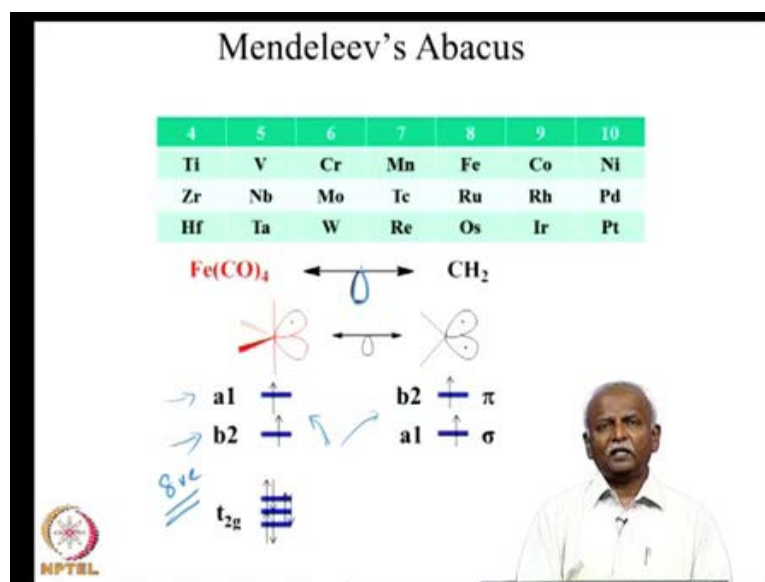 Mendeleev's Abacus
4 5 6 7 8 9 10
Ti V Cr Mn Fe Co Ni
Zr Nb Mo Tc Ru Rh Pd
Hf Ta W Re Os Ir Pt
Fe(CO)₄ CH₂
a1 b2 π
b2 a1 σ
8ve
t₂g
NPTEL